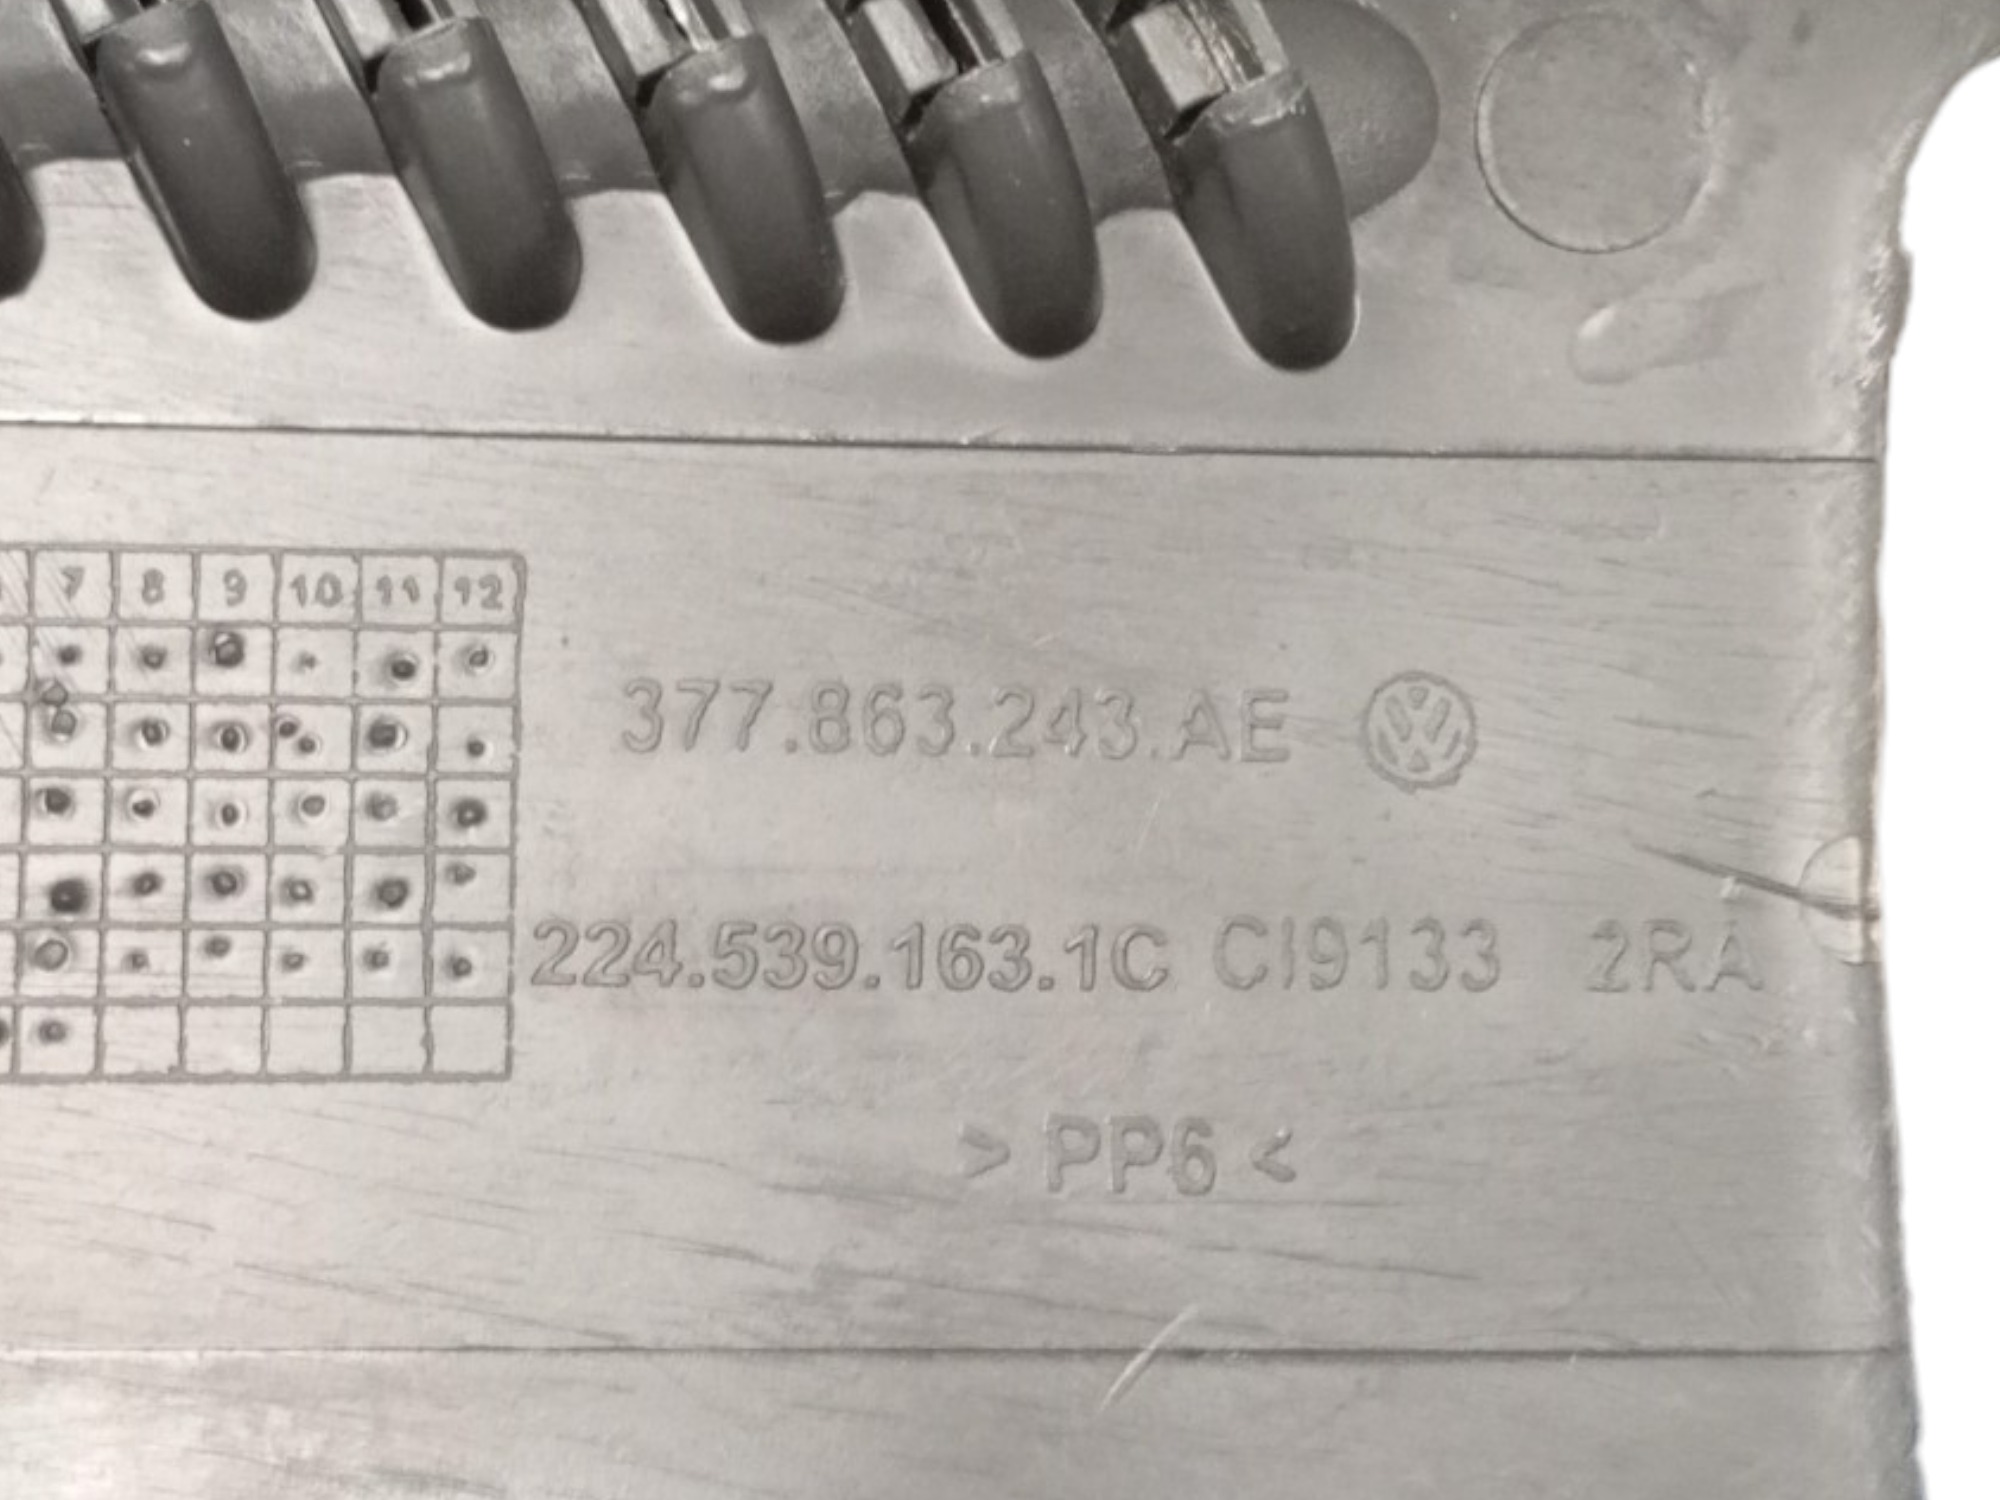 7 8 9 10 11 12
377.863.243.AE
224.539.163.1C CI9133 2RA
> PP6 <